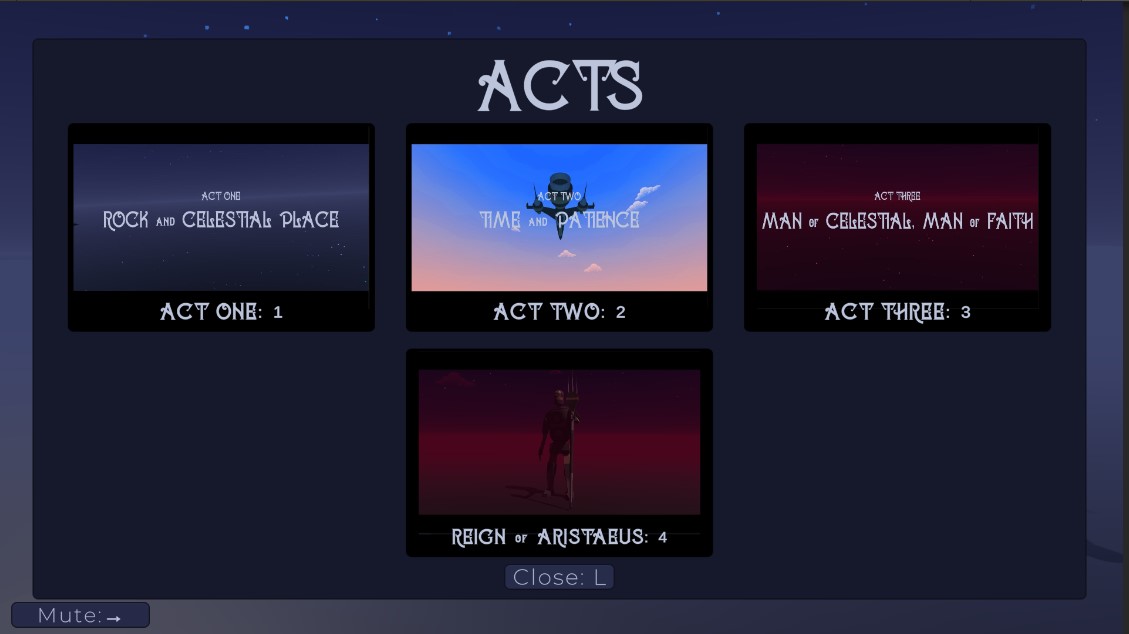 ACTS
ACT ONE
ROCK AND CELESTIAL PLACE
ACT ONE: 1
ACT TWO
TIME AND PATIENCE
ACT TWO: 2
ACT THREE
MAN OF CELESTIAL, MAN OF FAITH
ACT THREE: 3
REIGN OF ARISTAEUS: 4
Close: L
Mute:→